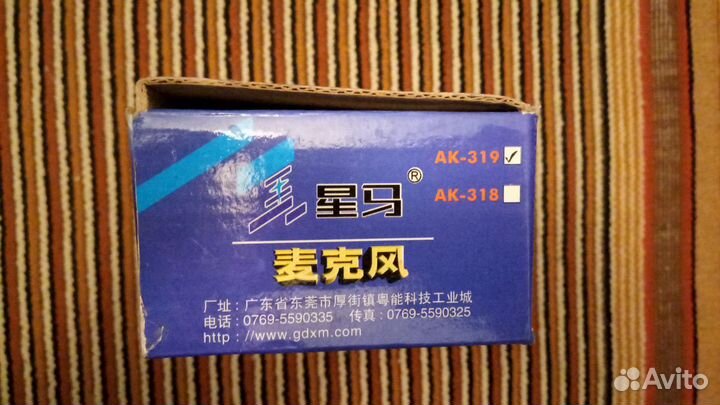 AK-319
星马®
AK-318
麦克风
厂址：广东省东莞市厚街镇粤能科技工业城
电话：0769-5590335 传真：0769-5590325
http://www.gdxm.com
Avito